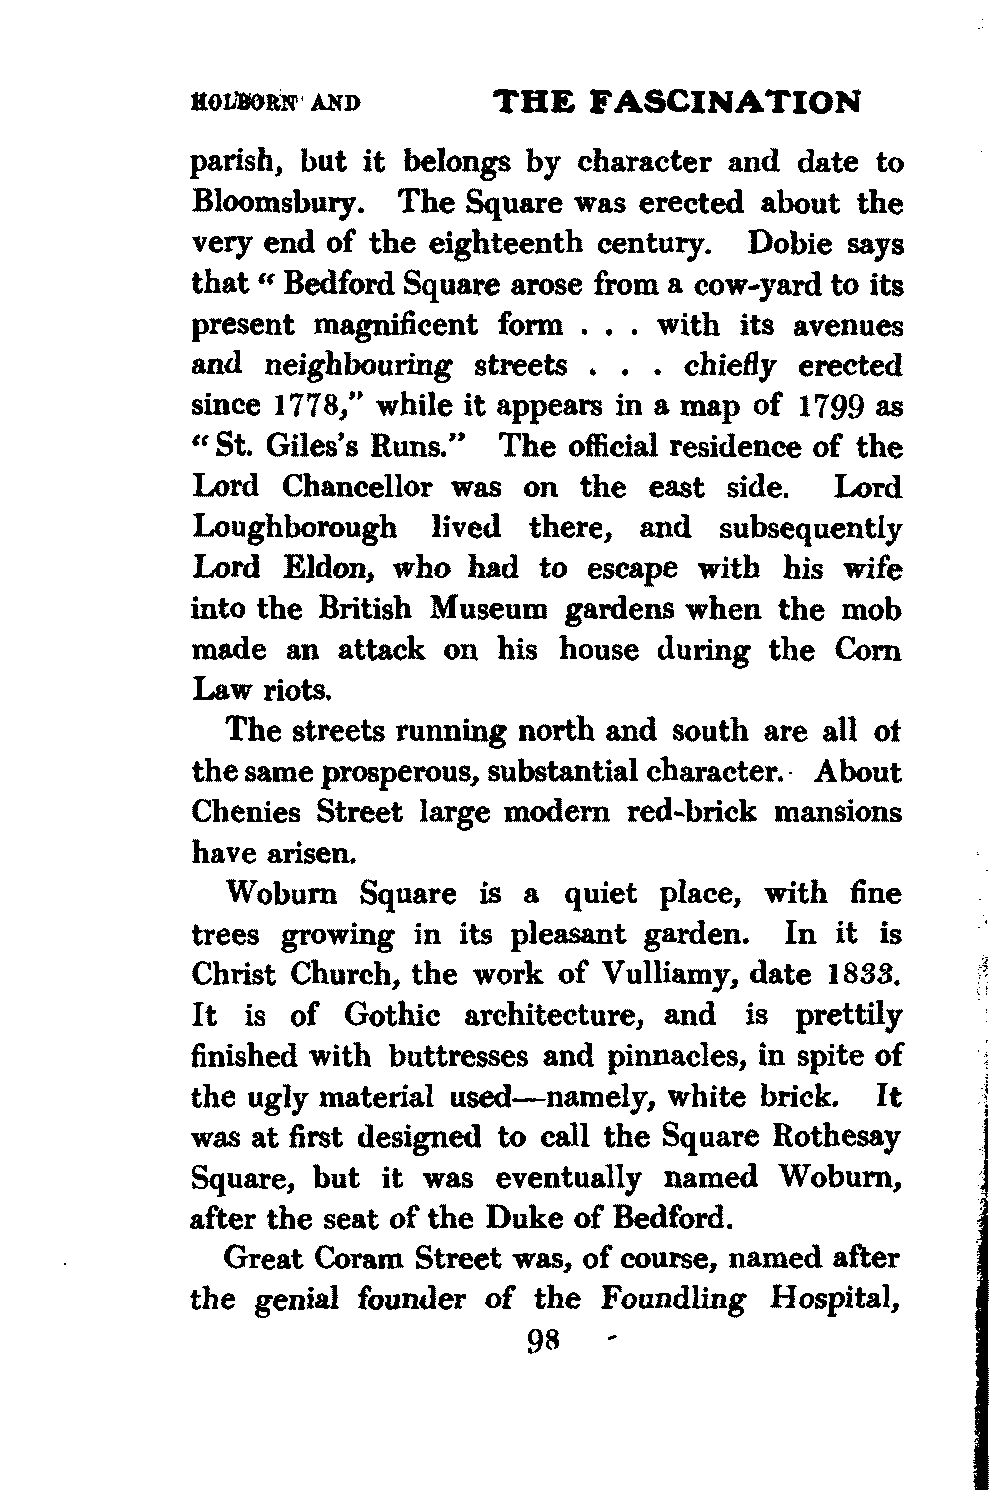 HOLBORN AND THE FASCINATION
parish, but it belongs by character and date to
Bloomsbury. The Square was erected about the
very end of the eighteenth century. Dobie says
that “ Bedford Square arose from a cow-yard to its
present magnificent form . . . with its avenues
and neighbouring streets . . . chiefly erected
since 1778,” while it appears in a map of 1799 as
“ St. Giles’s Runs.” The official residence of the
Lord Chancellor was on the east side. Lord
Loughborough lived there, and subsequently
Lord Eldon, who had to escape with his wife
into the British Museum gardens when the mob
made an attack on his house during the Corn
Law riots.
The streets running north and south are all of
the same prosperous, substantial character. About
Chenies Street large modern red-brick mansions
have arisen.
Woburn Square is a quiet place, with fine
trees growing in its pleasant garden. In it is
Christ Church, the work of Vulliamy, date 1833.
It is of Gothic architecture, and is prettily
finished with buttresses and pinnacles, in spite of
the ugly material used—namely, white brick. It
was at first designed to call the Square Rothesay
Square, but it was eventually named Woburn,
after the seat of the Duke of Bedford.
Great Coram Street was, of course, named after
the genial founder of the Foundling Hospital,
98